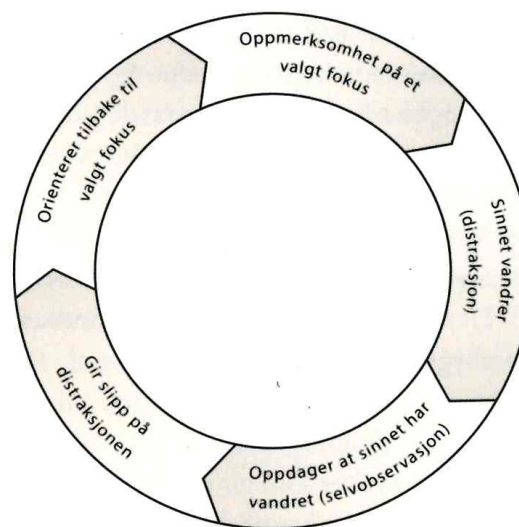 Oppmerksomhet på et
valgt fokus
Sinnet vandrer
(distraksjon)
Oppdager at sinnet har
vandret (selvobservasjon)
Gir slipp på
distraksjonen
Orienterer tilbake til
valgt fokus